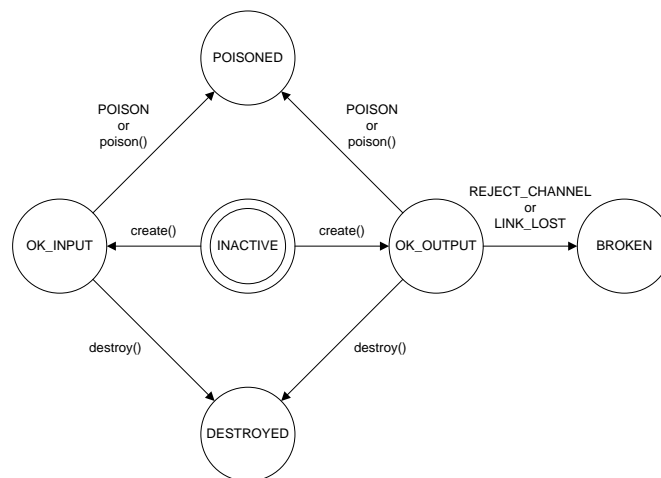 POISONED
POISON
or
poison()
POISON
or
poison()
REJECT_CHANNEL
or
LINK_LOST
OK_INPUT
create()
INACTIVE
create()
OK_OUTPUT
BROKEN
destroy()
destroy()
DESTROYED